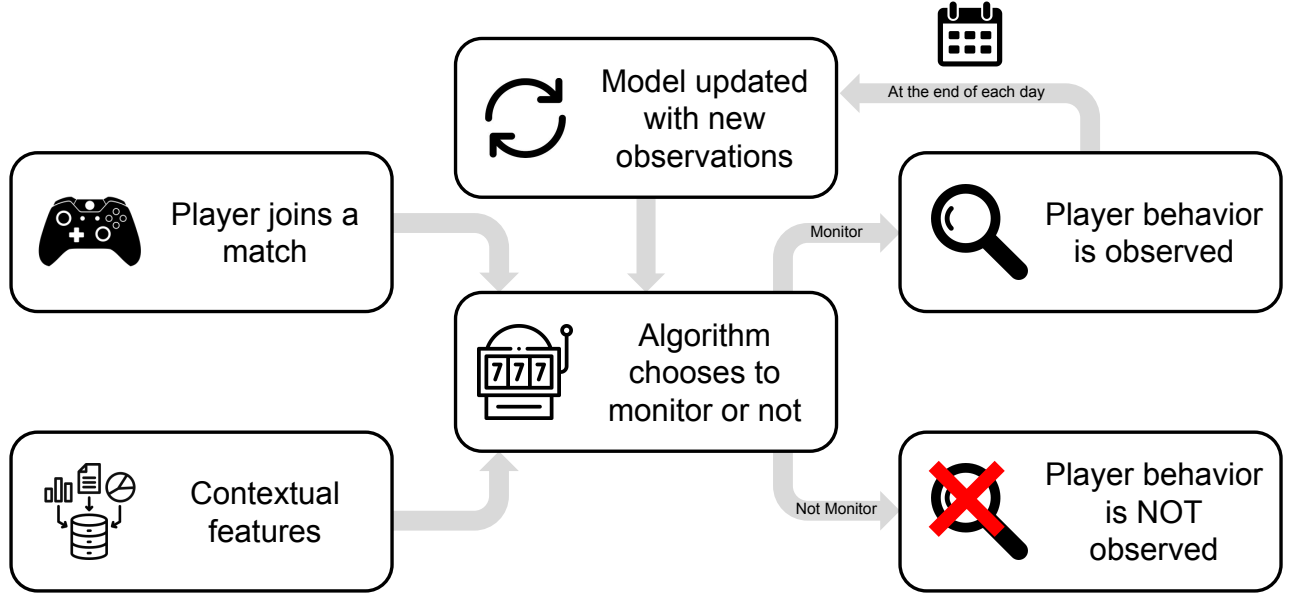 Model updated
with new
observations
At the end of each day
Player joins a
match
Monitor
Player behavior
is observed
777
Algorithm
chooses to
monitor or not
Contextual
features
Not Monitor
Player behavior
is NOT
observed